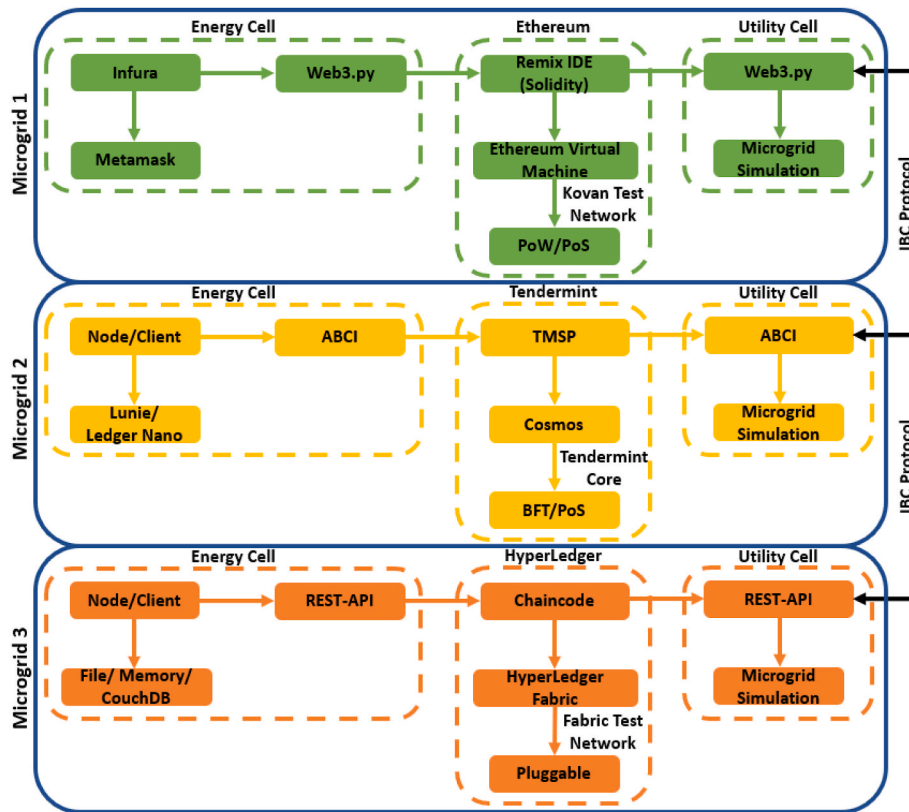 Energy Cell
Ethereum
Utility Cell
Microgrid 1
Infura
Web3.py
Remix IDE
(Solidity)
Web3.py
Metamask
Ethereum Virtual
Machine
Microgrid
Simulation
Kovan Test
Network
PoW/PoS
IBC Protocol
Energy Cell
Tendermint
Utility Cell
Microgrid 2
Node/Client
ABCI
TMSP
ABCI
Lunie/
Ledger Nano
Cosmos
Microgrid
Simulation
Tendermint
Core
BFT/PoS
IBC Protocol
Energy Cell
HyperLedger
Utility Cell
Microgrid 3
Node/Client
REST-API
Chaincode
REST-API
File/ Memory/
CouchDB
HyperLedger
Fabric
Microgrid
Simulation
Fabric Test
Network
Pluggable